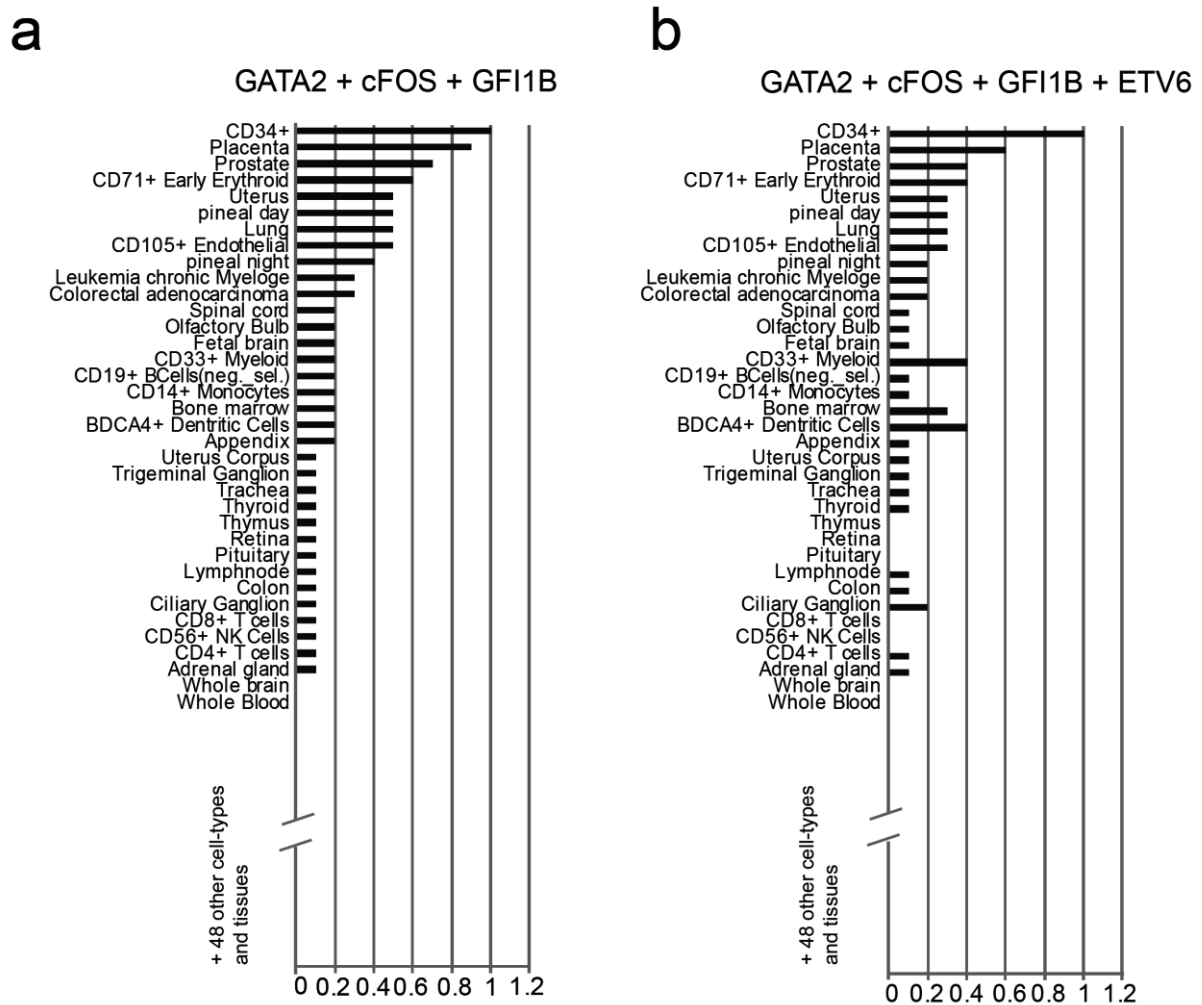 a
GATA2 + cFOS + GFI1B
CD34+
Placenta
Prostate
CD71+ Early Erythroid
Uterus
pineal day
Lung
CD105+ Endothelial
pineal night
Leukemia chronic Myeloge
Colorectal adenocarcinoma
Spinal cord
Olfactory Bulb
Fetal brain
CD33+ Myeloid
CD19+ BCells(neg._sel.)
CD14+ Monocytes
Bone marrow
BDCA4+ Dentritic Cells
Appendix
Uterus Corpus
Trigeminal Ganglion
Trachea
Thyroid
Thymus
Retina
Pituitary
Lymphnode
Colon
Ciliary Ganglion
CD8+ T cells
CD56+ NK Cells
CD4+ T cells
Adrenal gland
Whole brain
Whole Blood
+ 48 other cell-types
and tissues
0 0.2 0.4 0.6 0.8 1 1.2
b
GATA2 + cFOS + GFI1B + ETV6
CD34+
Placenta
Prostate
CD71+ Early Erythroid
Uterus
pineal day
Lung
CD105+ Endothelial
pineal night
Leukemia chronic Myeloge
Colorectal adenocarcinoma
Spinal cord
Olfactory Bulb
Fetal brain
CD33+ Myeloid
CD19+ BCells(neg._sel.)
CD14+ Monocytes
Bone marrow
BDCA4+ Dentritic Cells
Appendix
Uterus Corpus
Trigeminal Ganglion
Trachea
Thyroid
Thymus
Retina
Pituitary
Lymphnode
Colon
Ciliary Ganglion
CD8+ T cells
CD56+ NK Cells
CD4+ T cells
Adrenal gland
Whole brain
Whole Blood
+ 48 other cell-types
and tissues
0 0.2 0.4 0.6 0.8 1 1.2